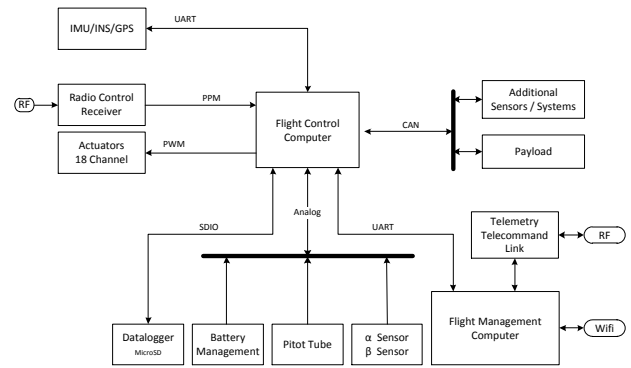 IMU/INS/GPS
UART
RF
Radio Control
Receiver
PPM
Actuators
18 Channel
PWM
Flight Control
Computer
CAN
Additional
Sensors / Systems
Payload
SDIO
Analog
UART
Telemetry
Telecommand
Link
RF
Datalogger
MicroSD
Battery
Management
Pitot Tube
α Sensor
β Sensor
Flight Management
Computer
Wifi